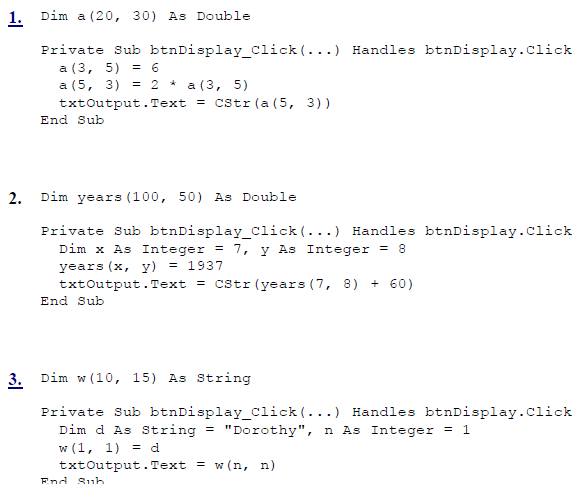 1. Dim a(20, 30) As Double
Private Sub btnDisplay_Click(...) Handles btnDisplay.Click
a(3, 5) = 6
a(5, 3) = 2 * a(3, 5)
txtOutput.Text = CStr(a(5, 3))
End Sub
2. Dim years(100, 50) As Double
Private Sub btnDisplay_Click(...) Handles btnDisplay.Click
Dim x As Integer = 7, y As Integer = 8
years(x, y) = 1937
txtOutput.Text = CStr(years(7, 8) + 60)
End Sub
3. Dim w(10, 15) As String
Private Sub btnDisplay_Click(...) Handles btnDisplay.Click
Dim d As String = "Dorothy", n As Integer = 1
w(1, 1) = d
txtOutput.Text = w(n, n)
End Sub